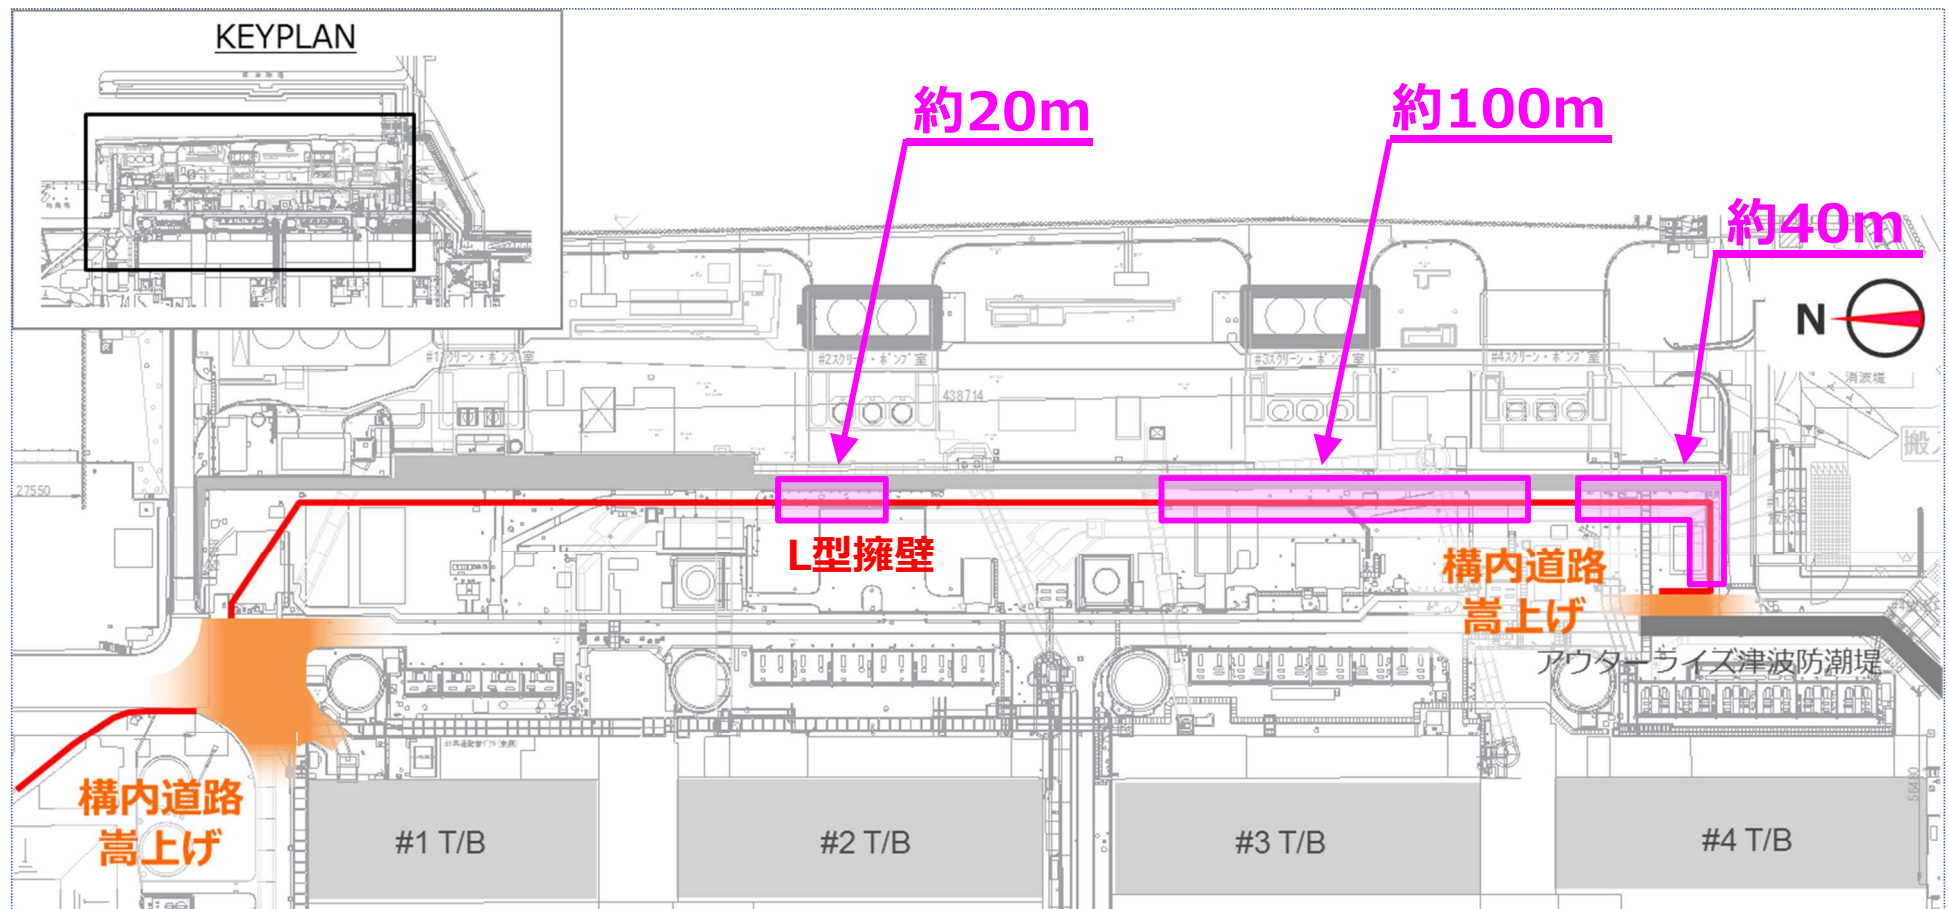 KEYPLAN
約20m
約100m
約40m
N
#1スクリーン・ポンプ室
#2スクリーン・ポンプ室
#3スクリーン・ポンプ室
#4スクリーン・ポンプ室
消波堤
438714
搬入
27550
L型擁壁
構内道路
嵩上げ
アウターライズ津波防潮堤
構内道路
嵩上げ
56480
#1 T/B
#2 T/B
#3 T/B
#4 T/B